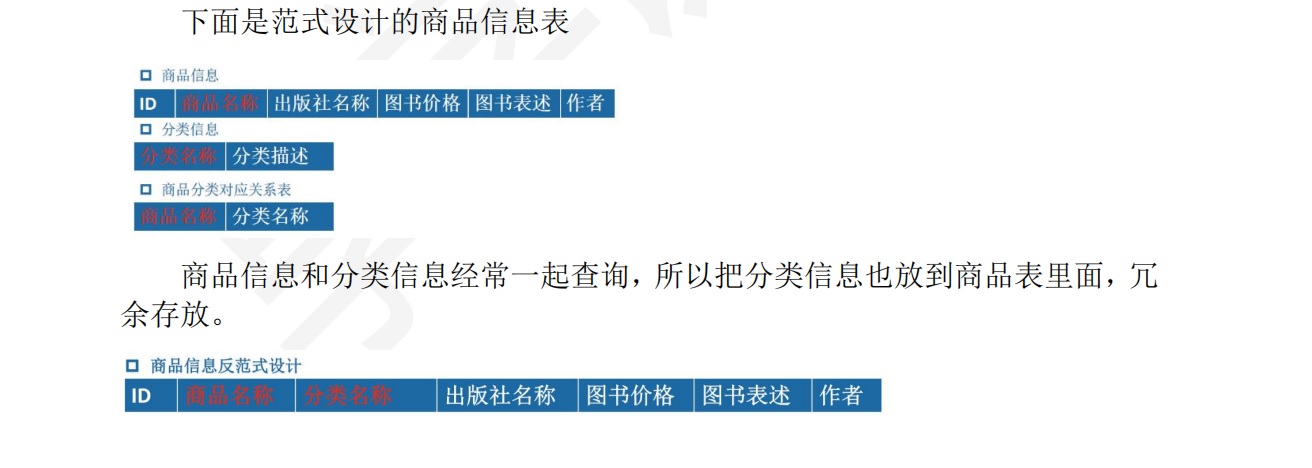 下面是范式设计的商品信息表
商品信息
ID 商品名称 出版社名称 图书价格 图书表述 作者
分类信息
分类名称 分类描述
商品分类对应关系表
商品名称 分类名称
商品信息和分类信息经常一起查询，所以把分类信息也放到商品表里面，冗
余存放。
商品信息反范式设计
ID 商品名称 分类名称 出版社名称 图书价格 图书表述 作者